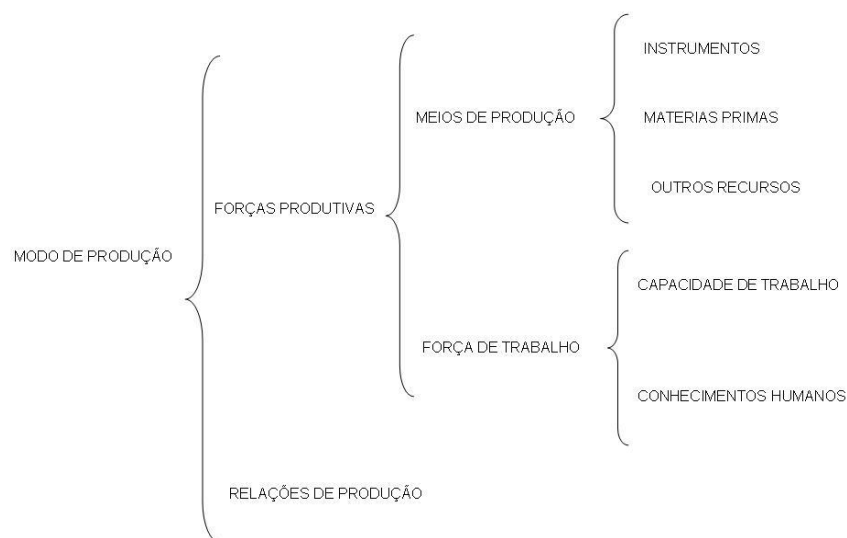 MODO DE PRODUÇÃO
FORÇAS PRODUTIVAS
MEIOS DE PRODUÇÃO
INSTRUMENTOS
MATERIAS PRIMAS
OUTROS RECURSOS
FORÇA DE TRABALHO
CAPACIDADE DE TRABALHO
CONHECIMENTOS HUMANOS
RELAÇÕES DE PRODUÇÃO